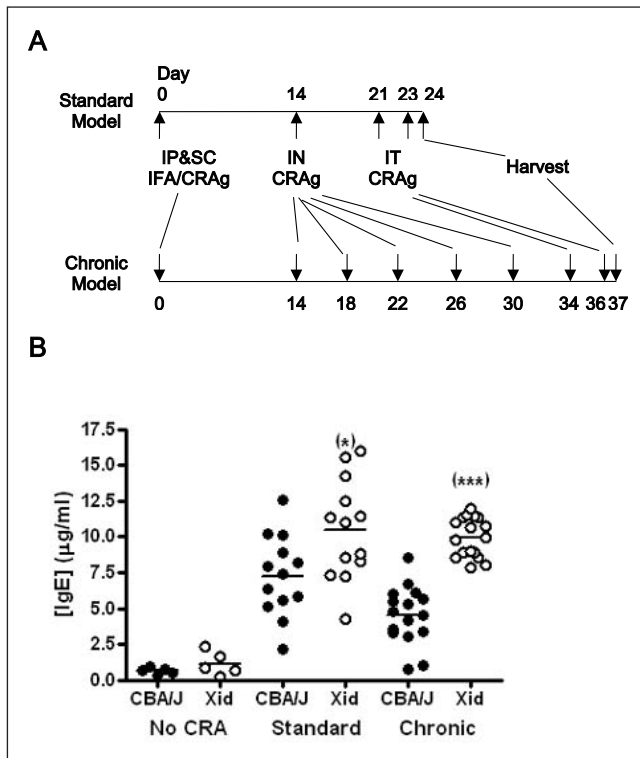 A
Day
0 14 21 23 24
Standard
Model
IP&SC
IFA/CRAg
IN
CRAg
IT
CRAg
Harvest
Chronic
Model
0 14 18 22 26 30 34 36 37
B
[IgE] (µg/ml)
17.5
15.0
12.5
10.0
7.5
5.0
2.5
0.0
(*)
(***)
CBA/J Xid CBA/J Xid CBA/J Xid
No CRA Standard Chronic